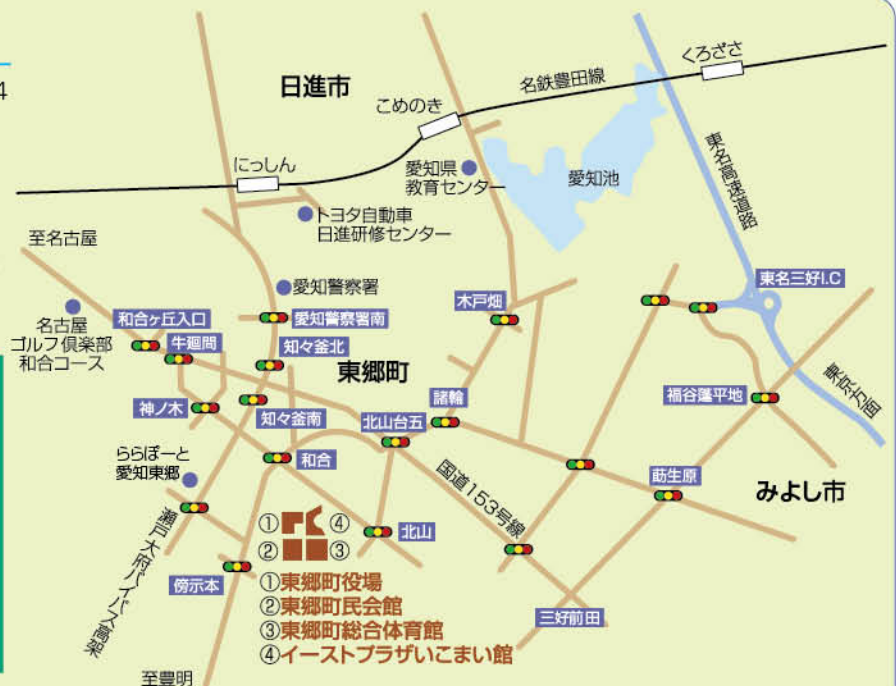 4
日進市
くろざさ
名鉄豊田線
こめのき
にっしん
愛知県
教育センター
愛知池
東名高速道路
トヨタ自動車
日進研修センター
至名古屋
愛知警察署
東名三好I.C
木戸畑
名古屋
ゴルフ倶楽部
和合コース
和合ヶ丘入口
愛知警察署南
牛廻間
知々釜北
東郷町
東京方面
福谷蓬平地
諸輪
神ノ木
知々釜南
北山台五
ららぽーと
愛知東郷
和合
国道153号線
莇生原
みよし市
瀬戸大府バイパス高架
北山
① ④
② ③
傍示本
①東郷町役場
②東郷町民会館
③東郷町総合体育館
④イーストプラザいこまい館
三好前田
至豊明